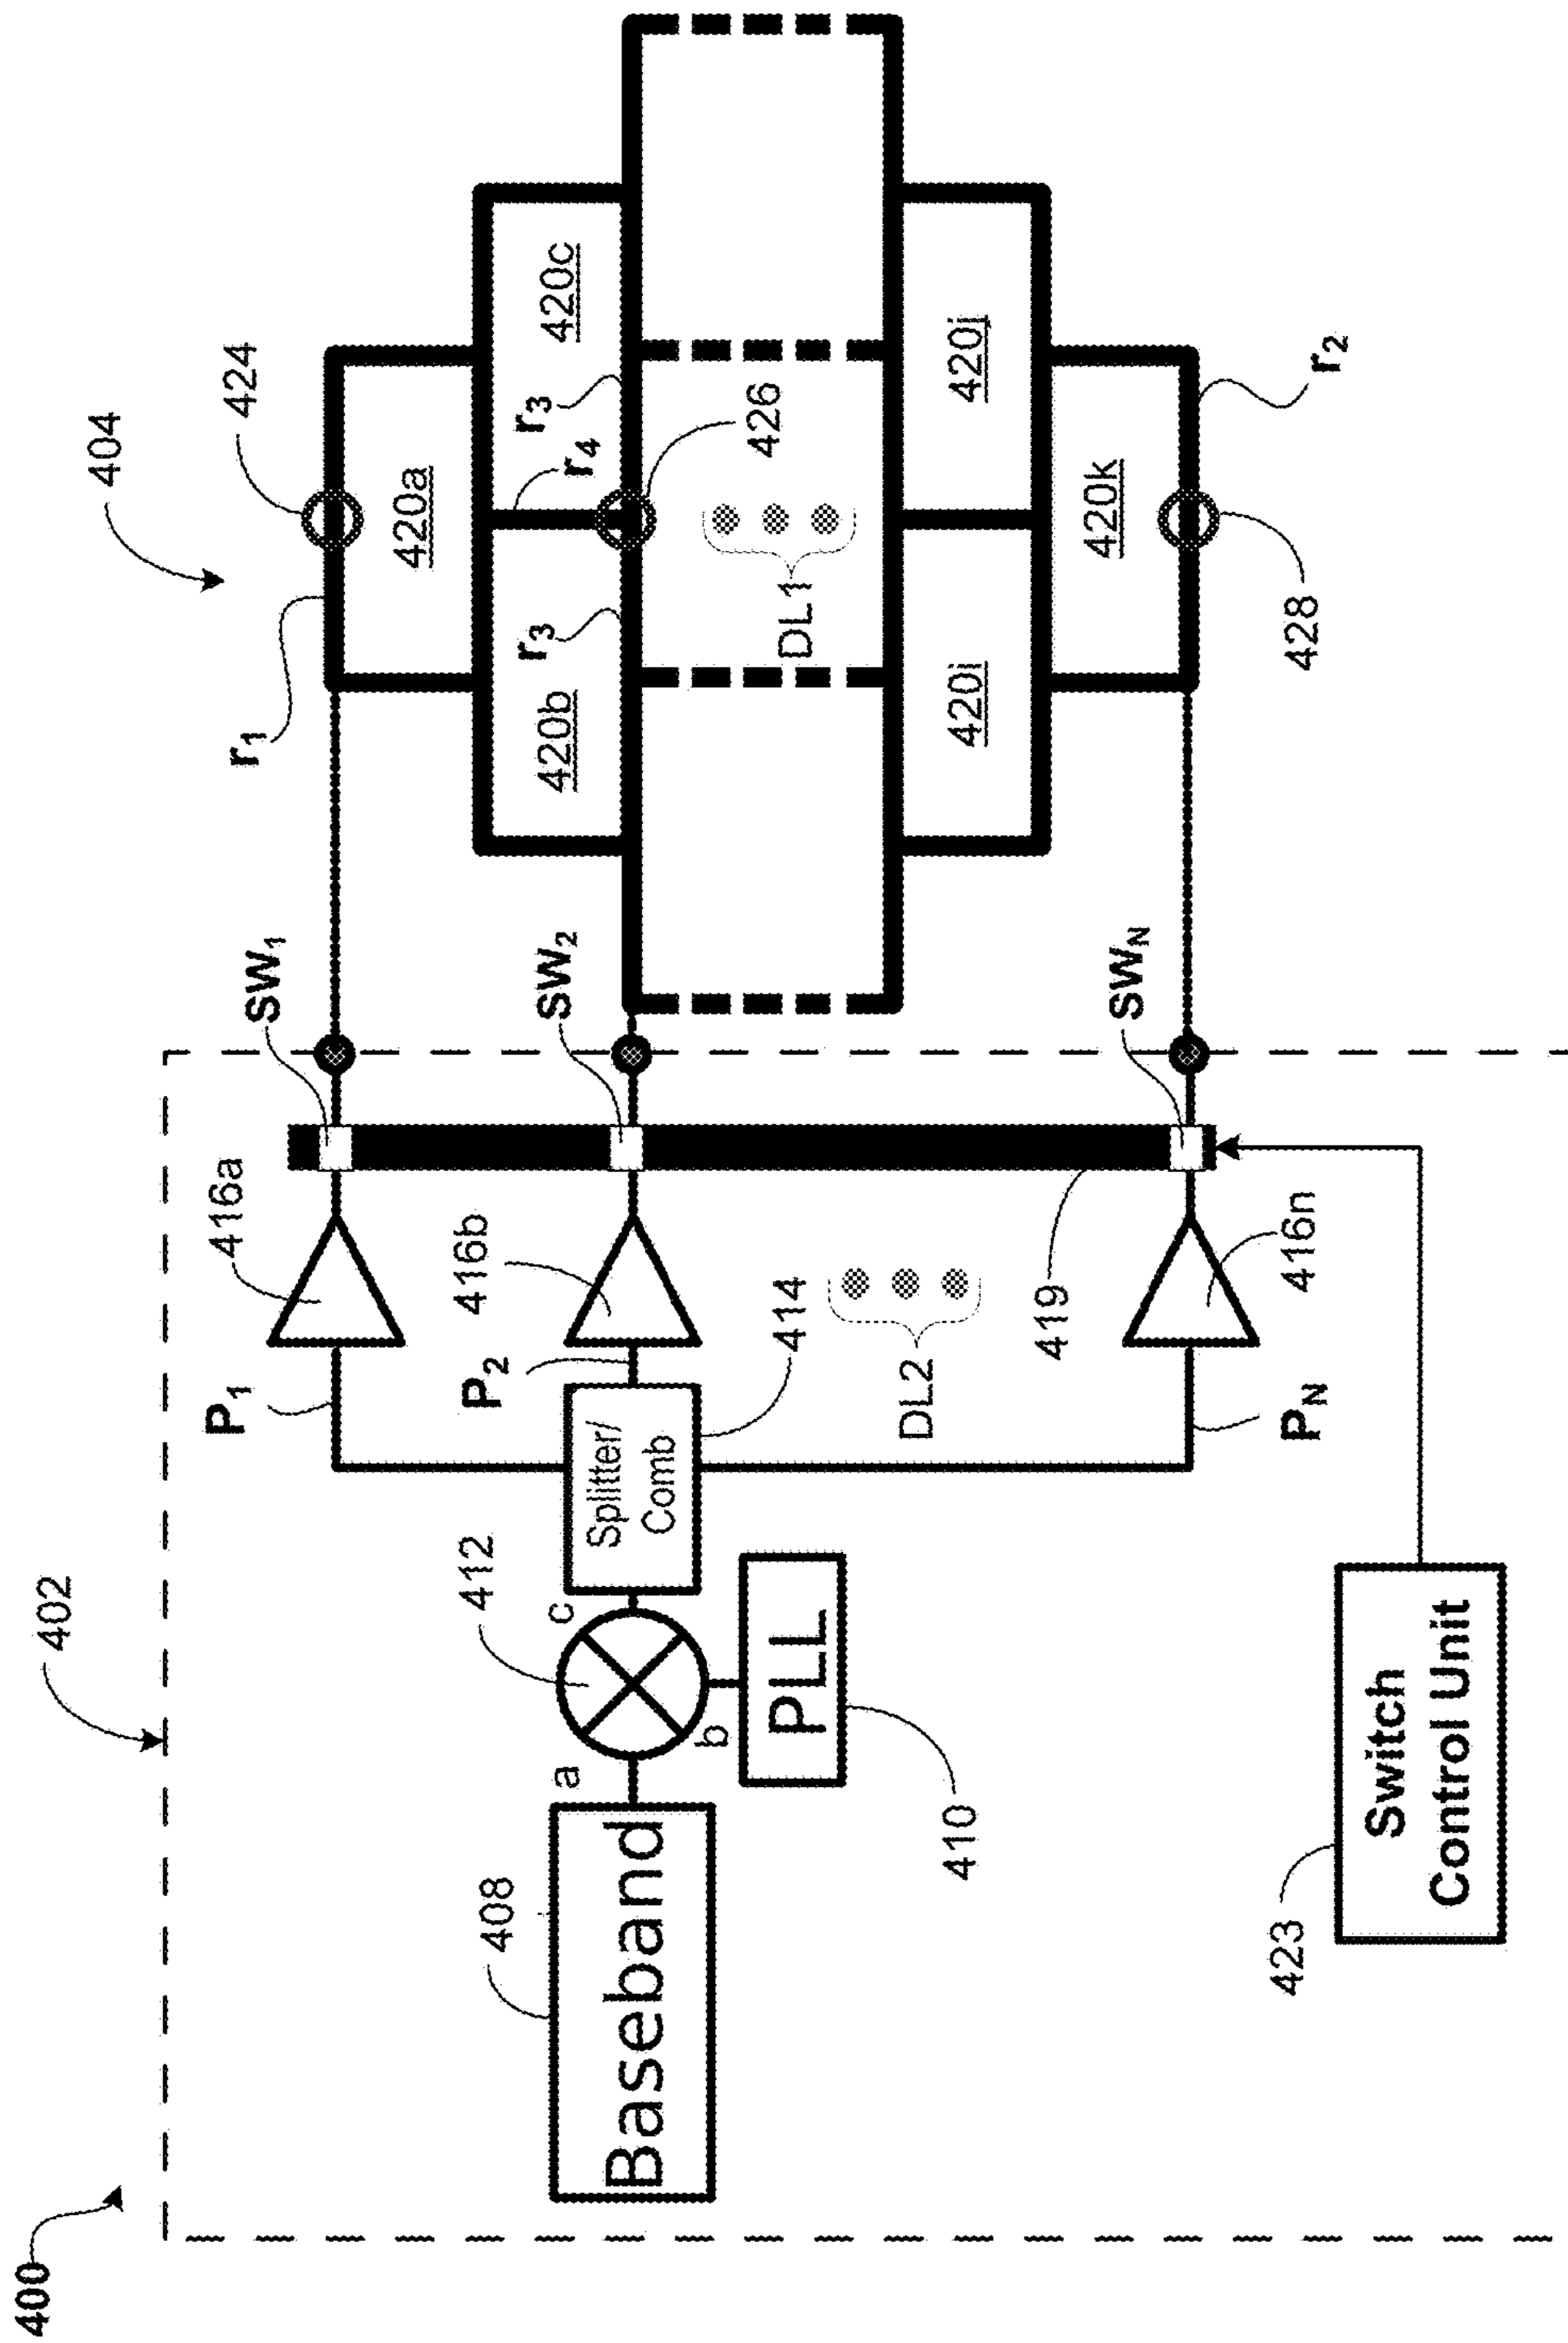 400
402
404
408
Baseband
a
b
c
412
PLL
410
Splitter/
Comb
414
P1
P2
PN
416a
416b
416n
DL2
419
SW1
SW2
SWN
Switch
Control Unit
423
r1
424
420a
420b
420c
r3
r3
r4
426
DL1
420i
420j
420k
428
r2